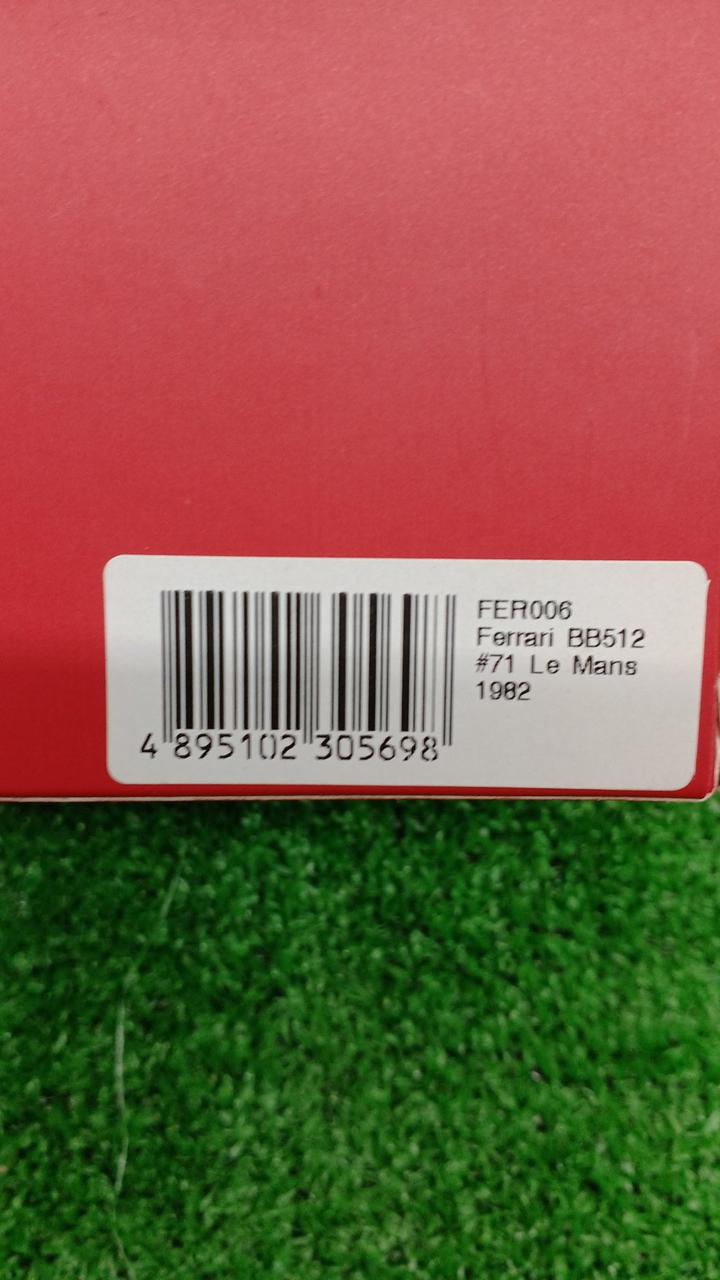 FER006
Ferrari BB512
#71 Le Mans
1982
4 895102 305698